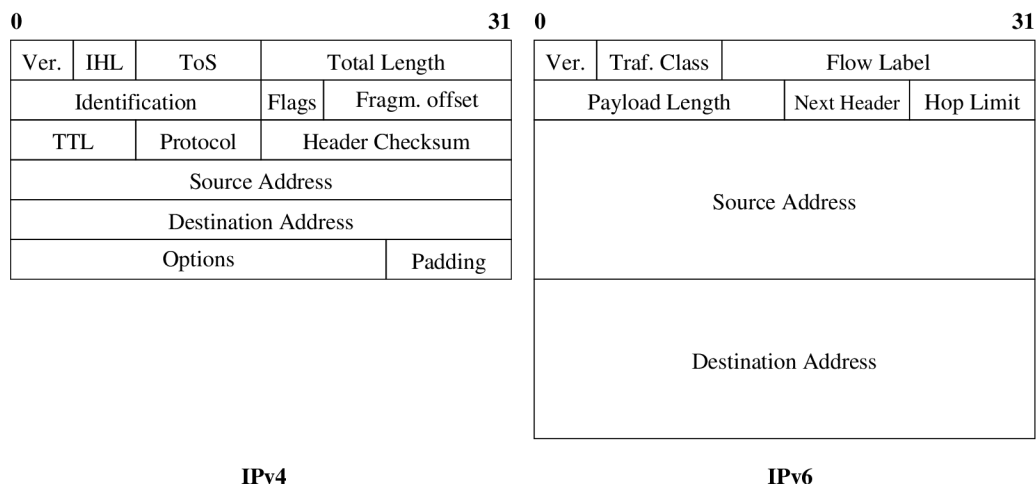 0 31
Ver. IHL ToS Total Length
Identification Flags Fragm. offset
TTL Protocol Header Checksum
Source Address
Destination Address
Options Padding
IPv4
0 31
Ver. Traf. Class Flow Label
Payload Length Next Header Hop Limit
Source Address
Destination Address
IPv6